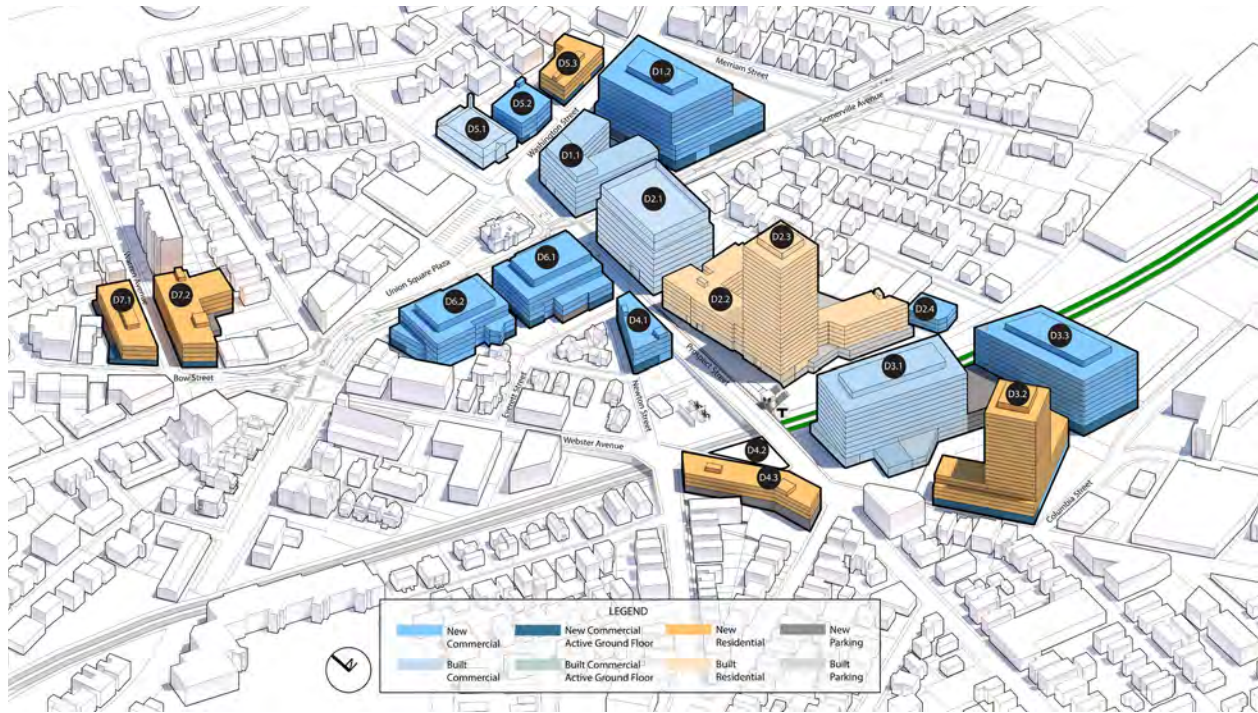 D5.3
D1.2
Merriam Street
D5.2
Somerville Avenue
D5.1
Washington Street
D1.1
D2.1
D2.3
Union Square Plaza
D6.1
D7.1
D7.2
Warren
D6.2
D2.2
D2.4
D4.1
D3.3
Prospect Street
D3.1
Bow Street
Everett Street
Newton Street
D3.2
T
Webster Avenue
D4.2
D4.3
Columbia Street
LEGEND
New
Commercial
New Commercial
Active Ground Floor
New
Residential
New
Parking
Built
Commercial
Built Commercial
Active Ground Floor
Built
Residential
Built
Parking